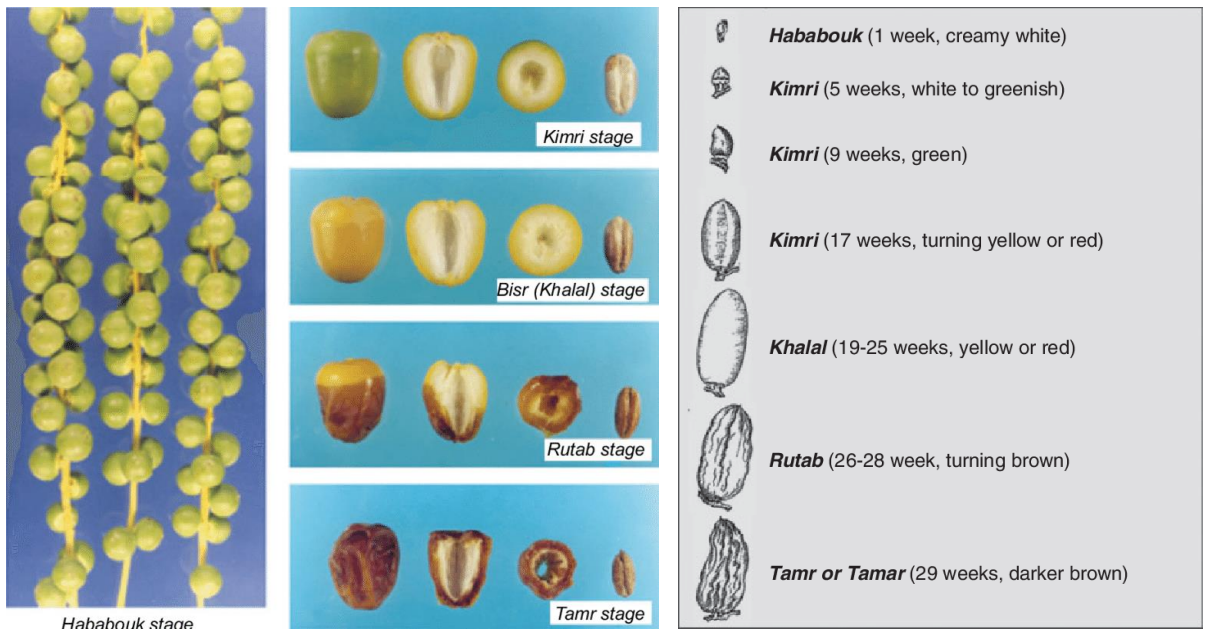 Hababouk stage
Kimri stage
Bisr (Khalal) stage
Rutab stage
Tamr stage
Hababouk (1 week, creamy white)
Kimri (5 weeks, white to greenish)
Kimri (9 weeks, green)
Kimri (17 weeks, turning yellow or red)
Khalal (19-25 weeks, yellow or red)
Rutab (26-28 week, turning brown)
Tamr or Tamar (29 weeks, darker brown)